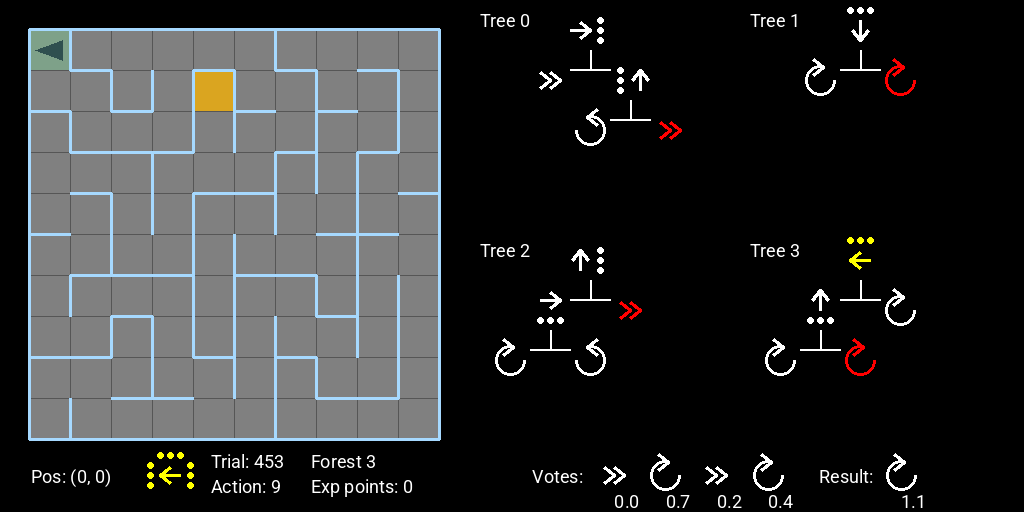 Tree 0
Tree 1
Tree 2
Tree 3
Pos: (0, 0)
Trial: 453
Action: 9
Forest 3
Exp points: 0
Votes:
0.0
0.7
0.2
0.4
Result:
1.1